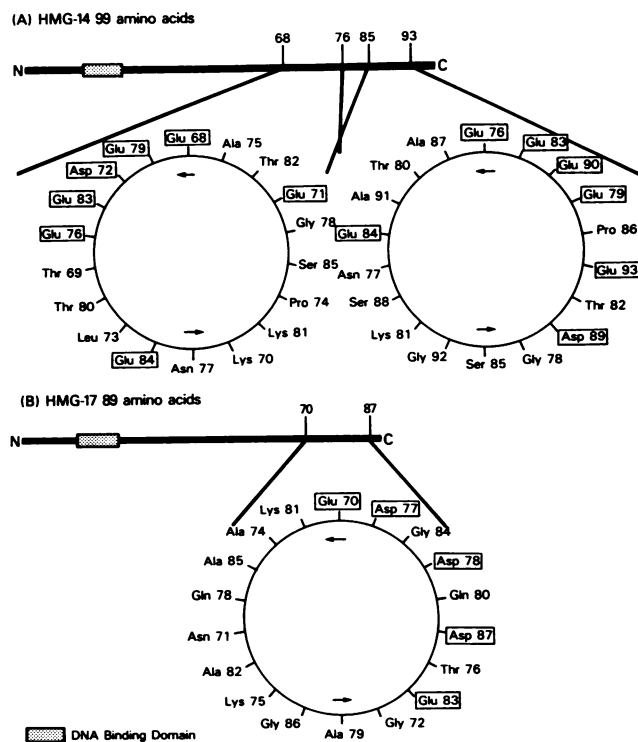 (A) HMG-14 99 amino acids
68
76
85
93
N
C
Glu 68
Ala 75
Thr 82
Glu 71
Gly 78
Ser 85
Pro 74
Lys 81
Lys 70
Asn 77
Glu 84
Leu 73
Thr 80
Thr 69
Glu 76
Glu 83
Asp 72
Glu 79
Glu 76
Glu 83
Glu 90
Glu 79
Pro 86
Glu 93
Thr 82
Asp 89
Gly 78
Ser 85
Gly 92
Lys 81
Ser 88
Asn 77
Glu 84
Ala 91
Thr 80
Ala 87
(B) HMG-17 89 amino acids
70
87
N
C
Glu 70
Asp 77
Gly 84
Asp 78
Gln 80
Asp 87
Thr 76
Glu 83
Gly 72
Ala 79
Gly 86
Lys 75
Ala 82
Asn 71
Gln 78
Ala 85
Ala 74
Lys 81
DNA Binding Domain